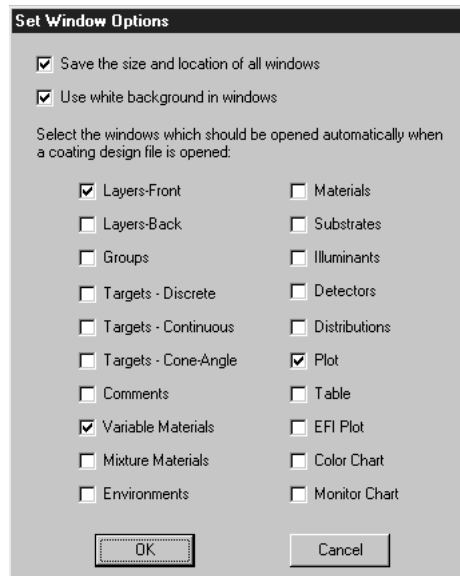 Set Window Options
Save the size and location of all windows
Use white background in windows
Select the windows which should be opened automatically when
a coating design file is opened:
Layers-Front
Materials
Layers-Back
Substrates
Groups
Illuminants
Targets - Discrete
Detectors
Targets - Continuous
Distributions
Targets - Cone-Angle
Plot
Comments
Table
Variable Materials
EFI Plot
Mixture Materials
Color Chart
Environments
Monitor Chart
OK
Cancel